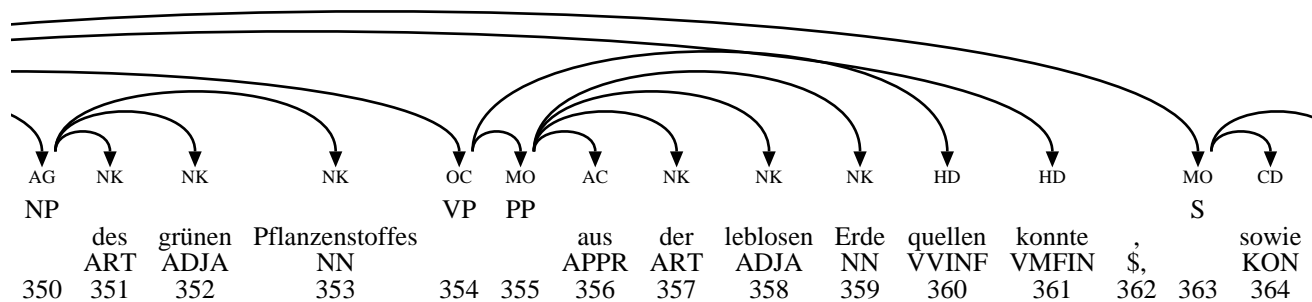 AG NK NK NK OC MO AC NK NK NK HD HD MO CD
NP VP PP S
des grünen Pflanzenstoffes aus der leblosen Erde quellen konnte , sowie
ART ADJA NN APPR ART ADJA NN VVINF VMFIN $, KON
350 351 352 353 354 355 356 357 358 359 360 361 362 363 364